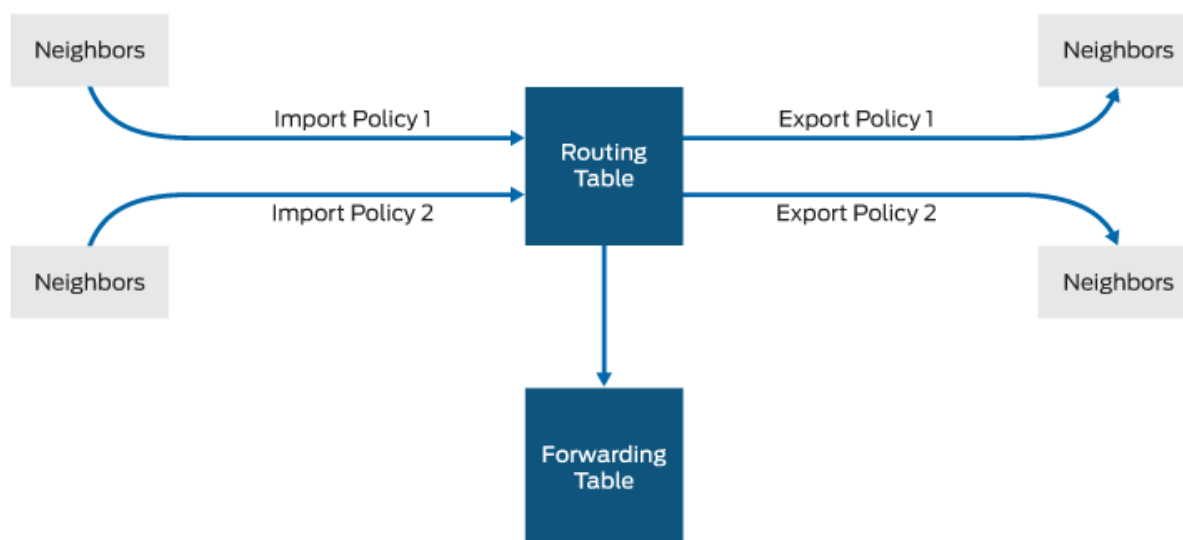 Neighbors
Neighbors
Import Policy 1
Export Policy 1
Routing
Table
Import Policy 2
Export Policy 2
Neighbors
Neighbors
Forwarding
Table